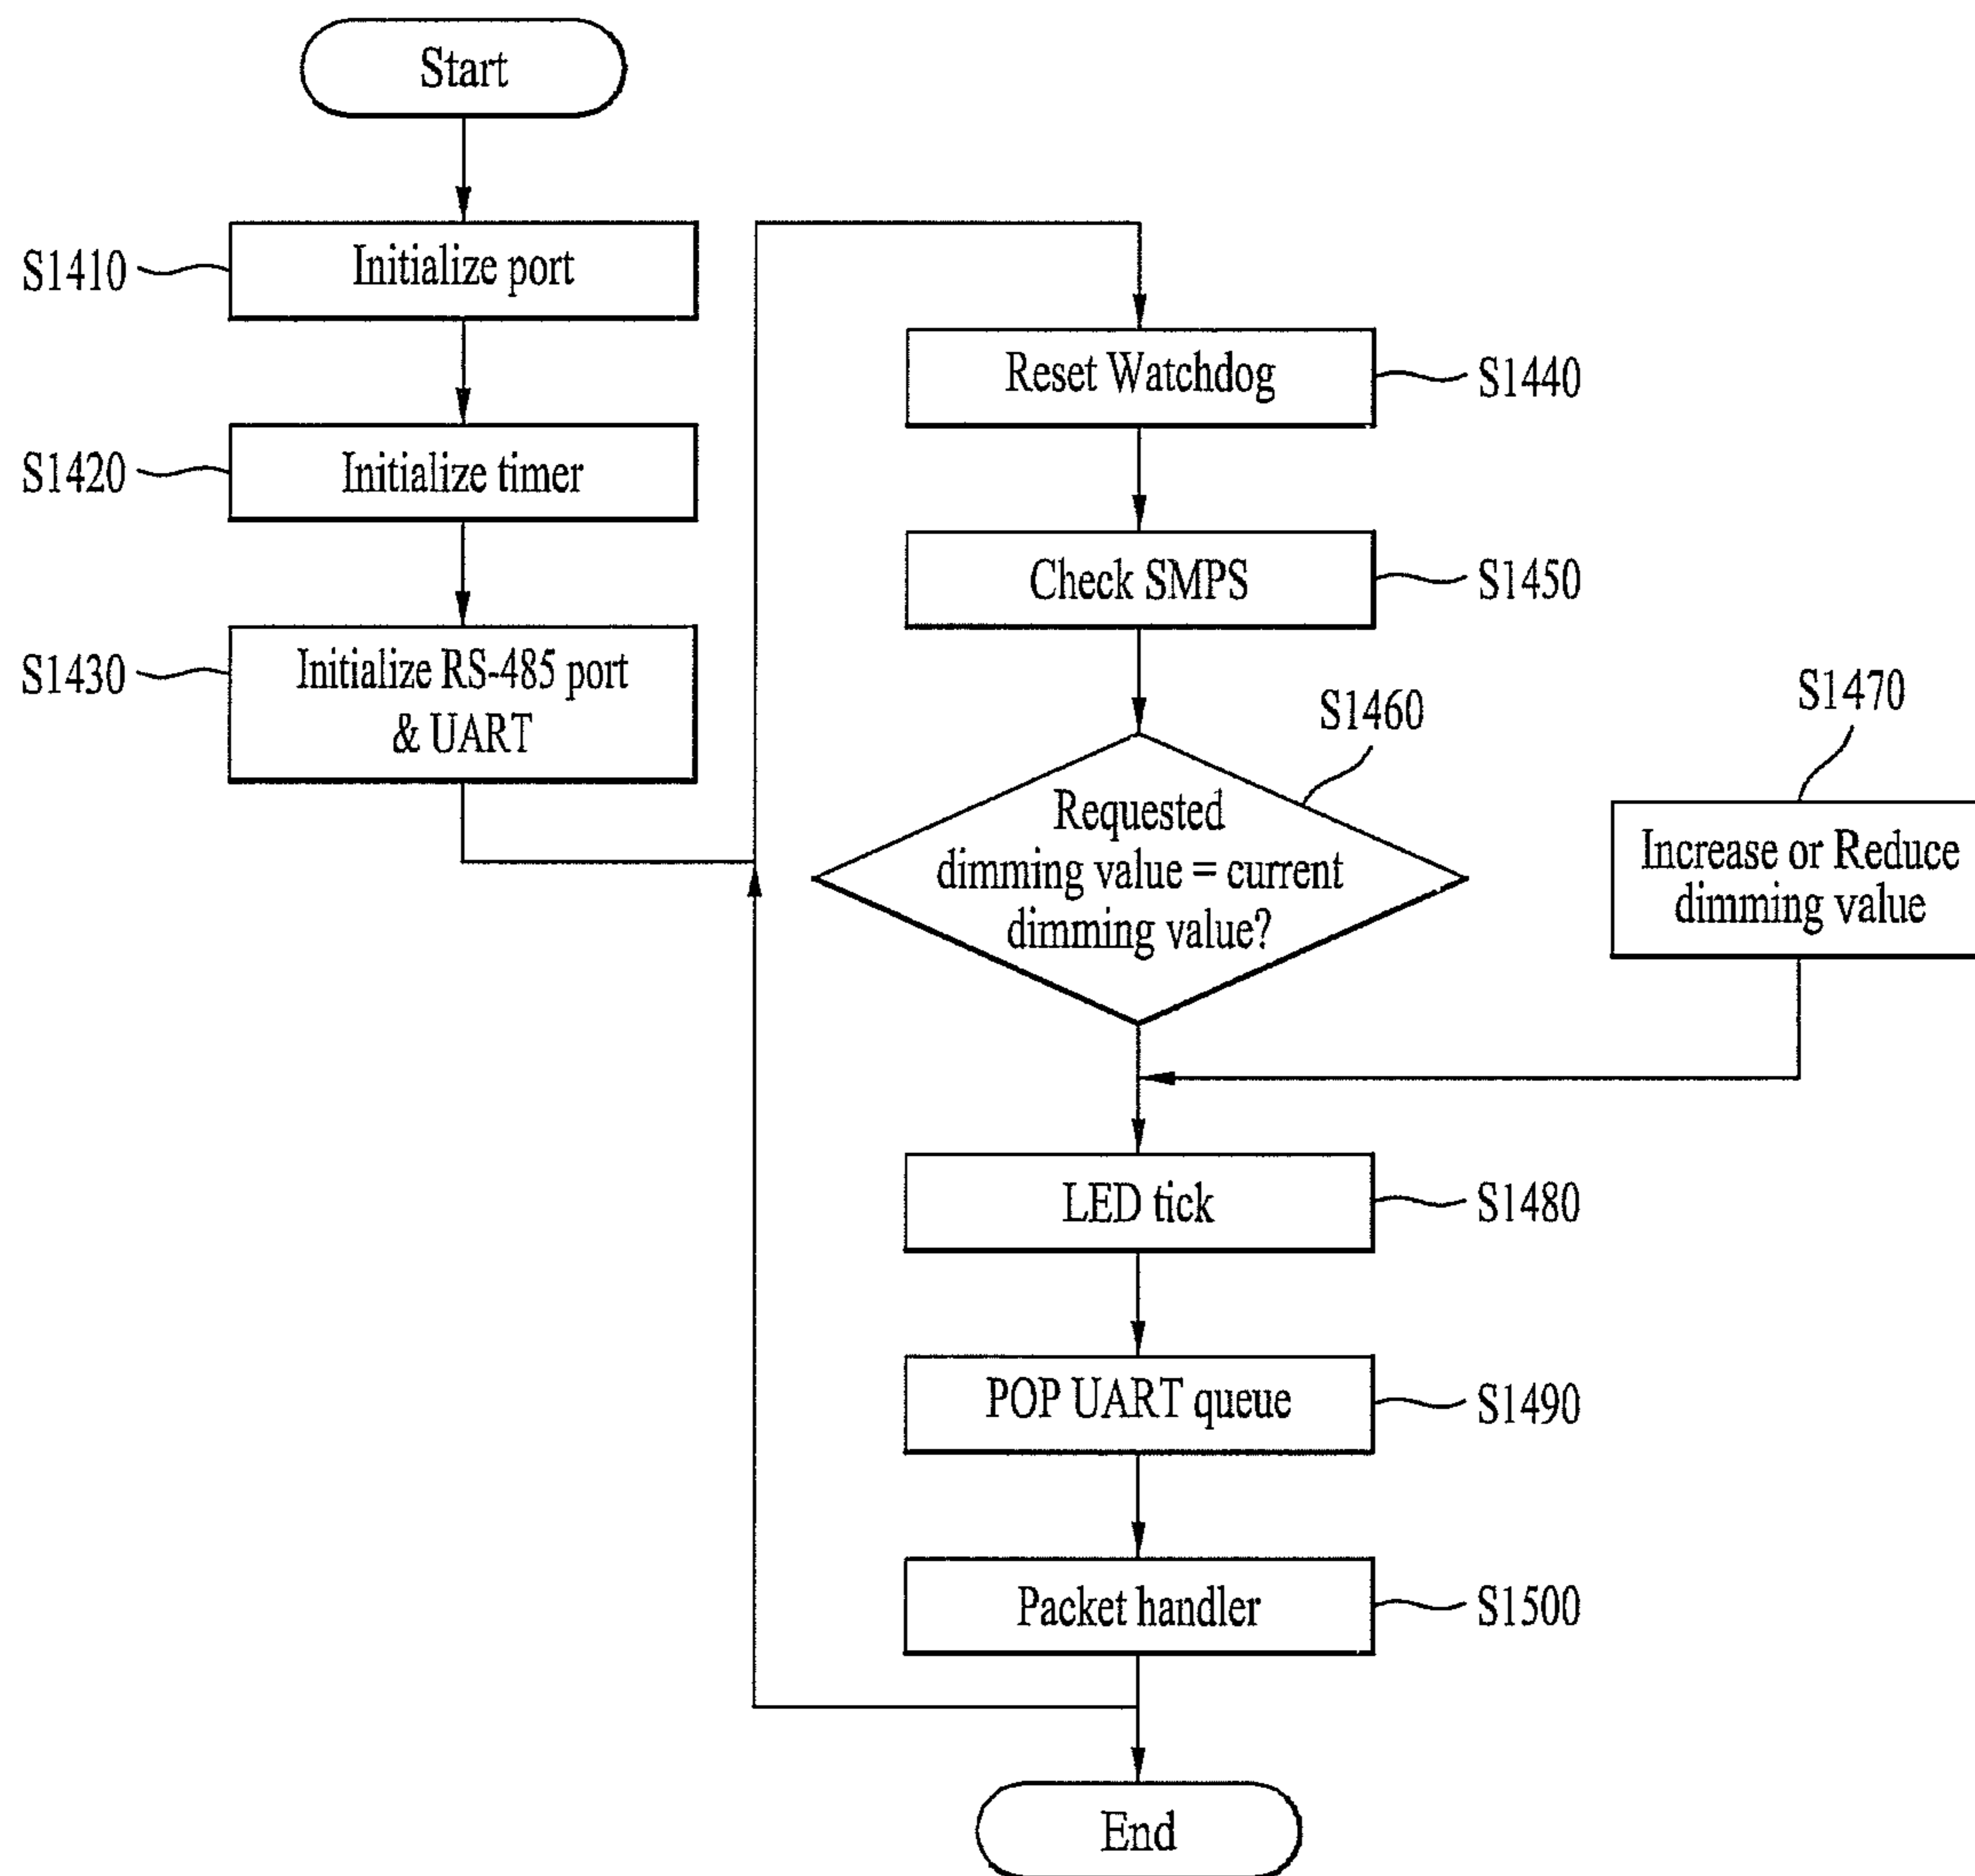 Start
S1410
Initialize port
S1420
Initialize timer
S1430
Initialize RS-485 port
& UART
Reset Watchdog
S1440
Check SMPS
S1450
S1460
Requested
dimming value = current
dimming value?
S1470
Increase or Reduce
dimming value
LED tick
S1480
POP UART queue
S1490
Packet handler
S1500
End